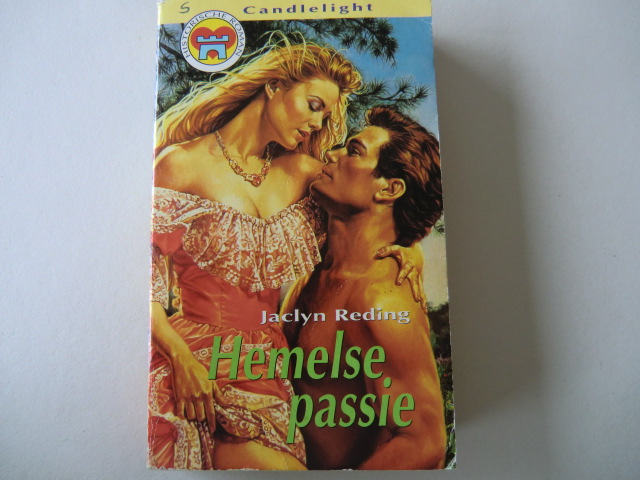 S
Candlelight
HISTORISCHE ROMAN
Jaclyn Reding
Hemelse
passie